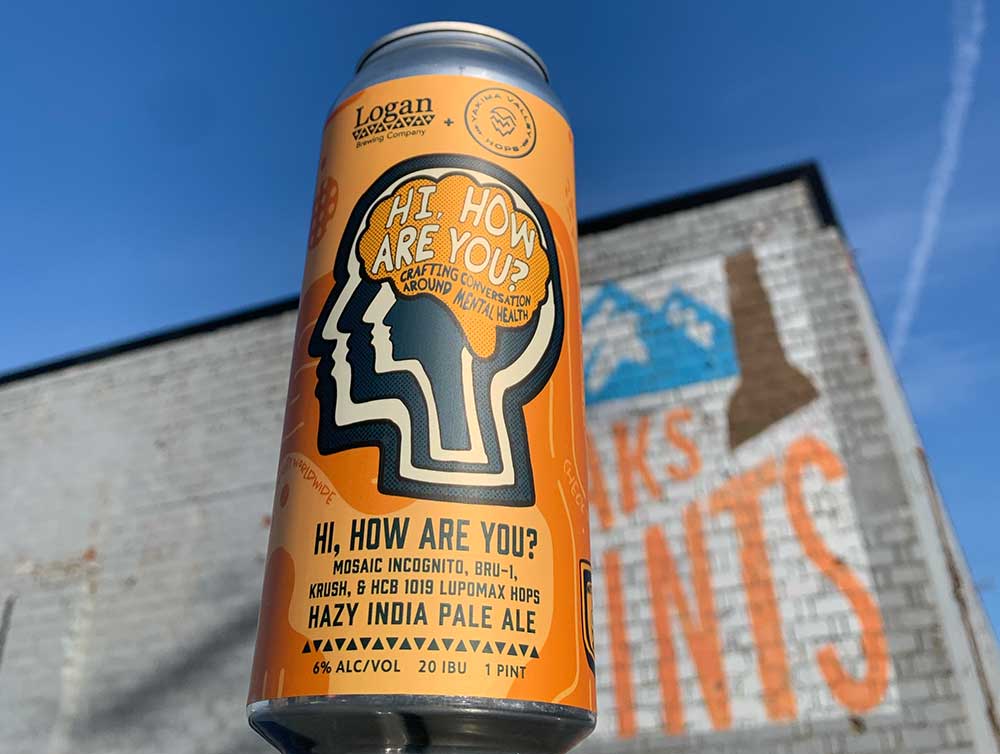 Logan
Brewing Company
+
YAKIMA VALLEY
HOPS
HI, HOW
ARE YOU?
CRAFTING CONVERSATION
AROUND MENTAL HEALTH
WORLDWIDE
CHEC
HI, HOW ARE YOU?
MOSAIC INCOGNITO, BRU-1,
KRUSH, & HCB 1019 LUPOMAX HOPS
HAZY INDIA PALE ALE
6% ALC/VOL 20 IBU 1 PINT
AKS
INTS